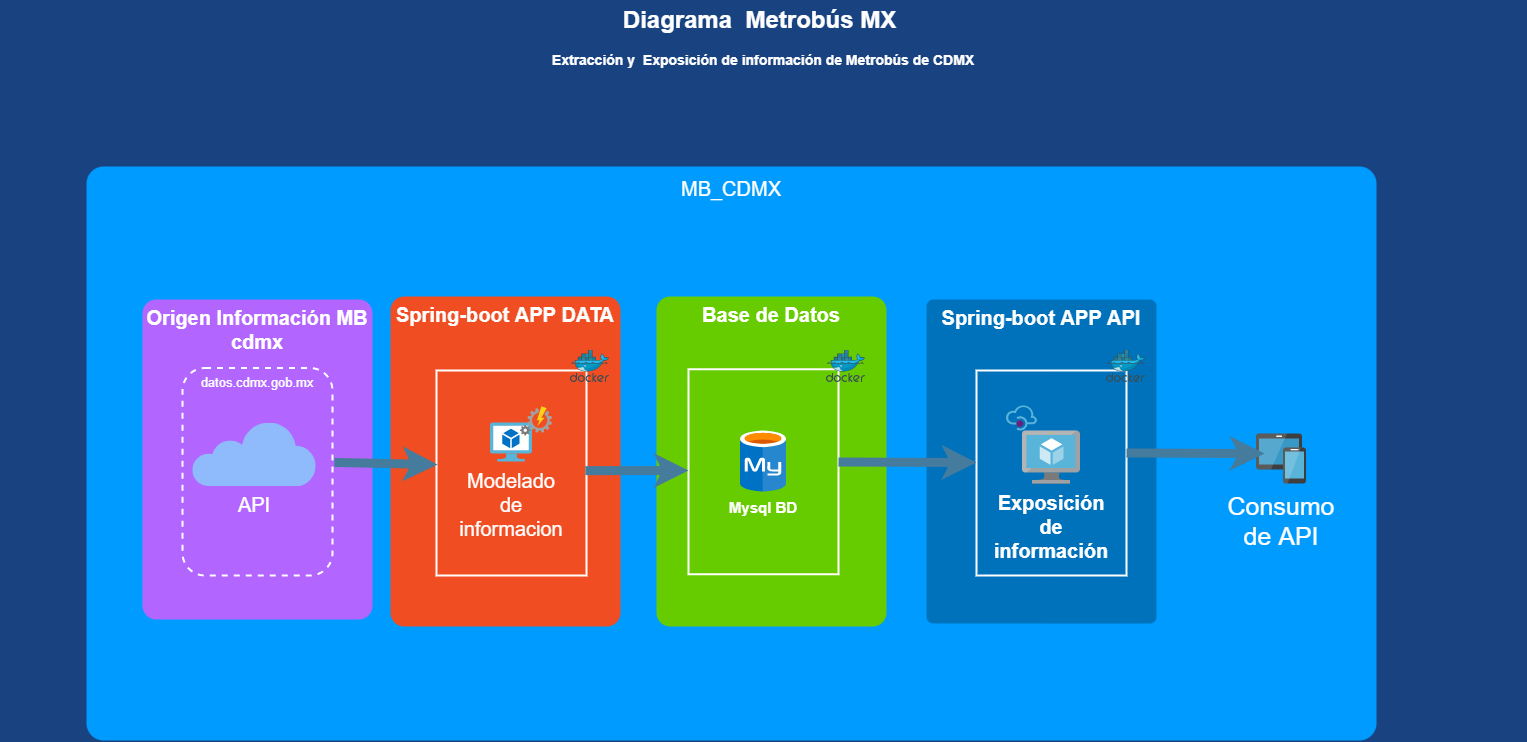 Diagrama  Metrobús MX
Extracción y  Exposición de información de Metrobús de CDMX
MB_CDMX
Origen Información MB
cdmx
datos.cdmx.gob.mx
API
Spring-boot APP DATA
docker
Modelado
de
informacion
Base de Datos
docker
My
Mysql BD
Spring-boot APP API
docker
Exposición
de
información
Consumo
de API